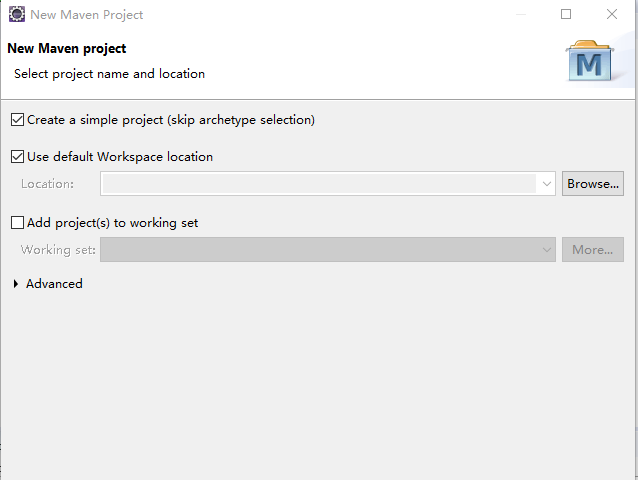 New Maven Project
New Maven project
Select project name and location
M
Create a simple project (skip archetype selection)
Use default Workspace location
Location:
Browse...
Add project(s) to working set
Working set:
More...
Advanced